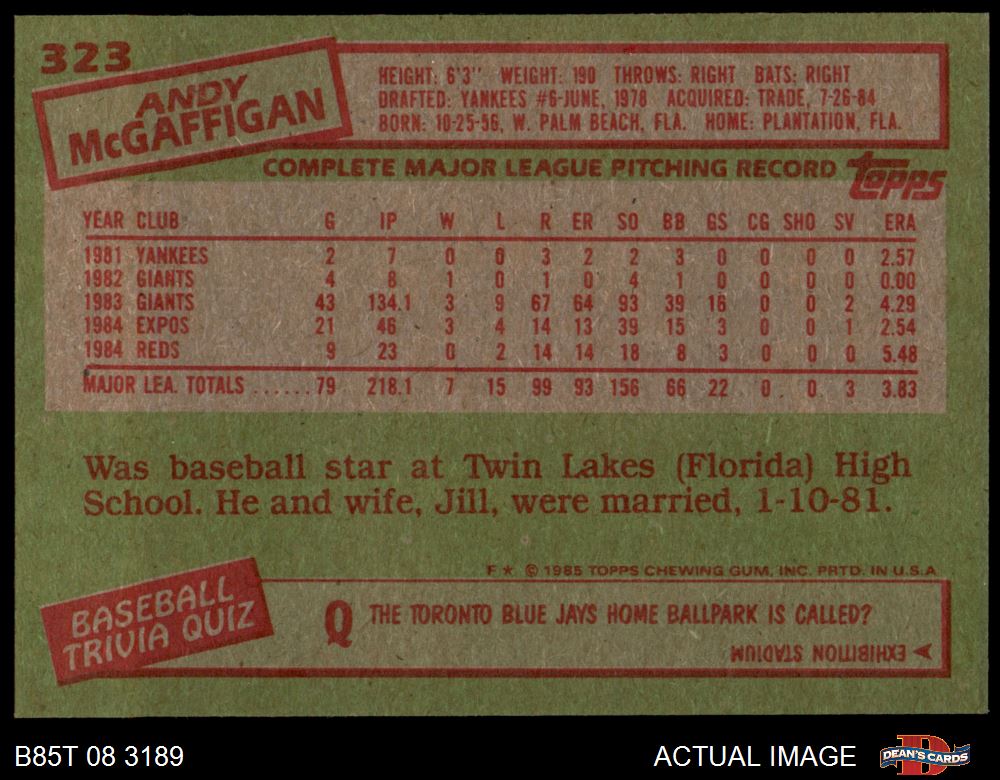 323
ANDY
McGAFFIGAN
HEIGHT: 6'3" WEIGHT: 190 THROWS: RIGHT BATS: RIGHT
DRAFTED: YANKEES #6-JUNE, 1978 ACQUIRED: TRADE, 7-26-84
BORN: 10-25-56, W. PALM BEACH, FLA. HOME: PLANTATION, FLA.
COMPLETE MAJOR LEAGUE PITCHING RECORD
Topps
YEAR CLUB G IP W L R ER SO BB GS CG SHO SV ERA
1981 YANKEES 2 7 0 0 3 2 2 3 0 0 0 0 2.57
1982 GIANTS 4 8 1 0 1 0 4 1 0 0 0 0 0.00
1983 GIANTS 43 134.1 3 9 67 64 93 39 16 0 0 2 4.29
1984 EXPOS 21 46 3 4 14 13 39 15 3 0 0 1 2.54
1984 REDS 9 23 0 2 14 14 18 8 3 0 0 0 5.48
MAJOR LEA. TOTALS ......79 218.1 7 15 99 93 156 66 22 0 0 3 3.83
Was baseball star at Twin Lakes (Florida) High
School. He and wife, Jill, were married, 1-10-81.
F ★ © 1985 TOPPS CHEWING GUM, INC. PRTD. IN U.S.A.
BASEBALL
TRIVIA QUIZ
Q THE TORONTO BLUE JAYS HOME BALLPARK IS CALLED?
EXHIBITION STADIUM
B85T 08 3189
ACTUAL IMAGE
D
DEAN'S CARDS